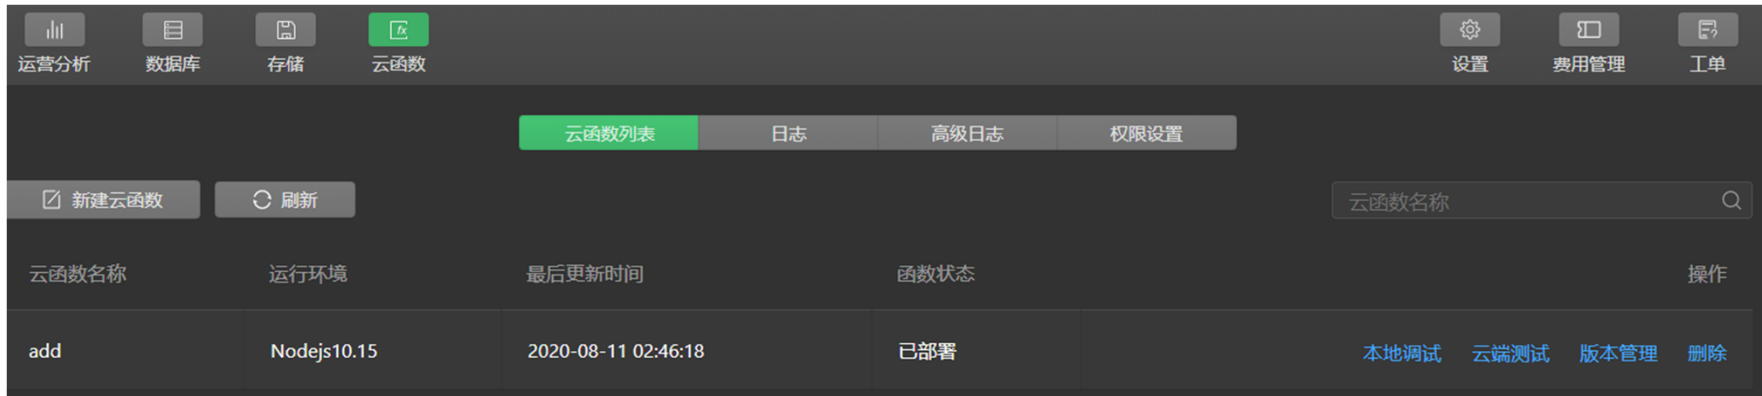 运营分析 数据库 存储 云函数 设置 费用管理 工单
云函数列表 日志 高级日志 权限设置
新建云函数 刷新 云函数名称
云函数名称 运行环境 最后更新时间 函数状态 操作
add Nodejs10.15 2020-08-11 02:46:18 已部署 本地调试 云端测试 版本管理 删除